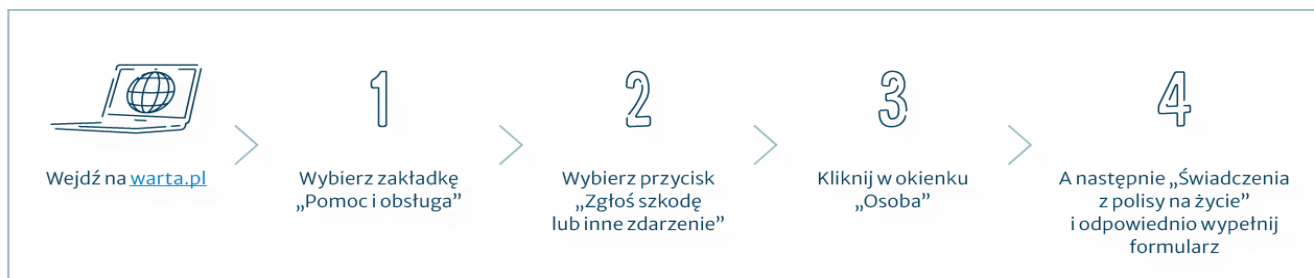 Wejdź na warta.pl
1
Wybierz zakładkę
„Pomoc i obsługa”
2
Wybierz przycisk
„Zgłoś szkodę
lub inne zdarzenie”
3
Kliknij w okienku
„Osoba”
4
A następnie „Świadczenia
z polisy na życie”
i odpowiednio wypełnij
formularz